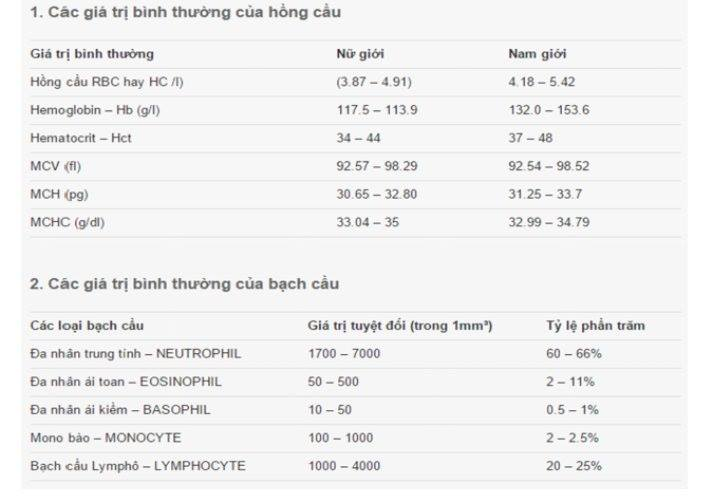 1. Các giá trị bình thường của hồng cầu
Giá trị bình thường Nữ giới Nam giới
Hồng cầu RBC hay HC /l) (3.87 – 4.91) 4.18 – 5.42
Hemoglobin – Hb (g/l) 117.5 – 113.9 132.0 – 153.6
Hematocrit – Hct 34 – 44 37 – 48
MCV (fl) 92.57 – 98.29 92.54 – 98.52
MCH (pg) 30.65 – 32.80 31.25 – 33.7
MCHC (g/dl) 33.04 – 35 32.99 – 34.79
2. Các giá trị bình thường của bạch cầu
Các loại bạch cầu Giá trị tuyệt đối (trong 1mm³) Tỷ lệ phần trăm
Đa nhân trung tính – NEUTROPHIL 1700 – 7000 60 – 66%
Đa nhân ái toan – EOSINOPHIL 50 – 500 2 – 11%
Đa nhân ái kiềm – BASOPHIL 10 – 50 0.5 – 1%
Mono bào – MONOCYTE 100 – 1000 2 – 2.5%
Bạch cầu Lymphô – LYMPHOCYTE 1000 – 4000 20 – 25%